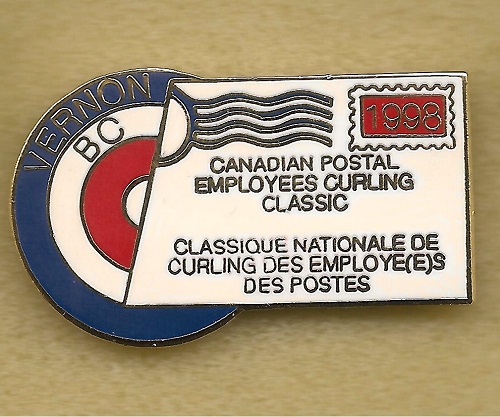 VERNON
BC
1998
CANADIAN POSTAL
EMPLOYEES CURLING
CLASSIC
CLASSIQUE NATIONALE DE
CURLING DES EMPLOYE(E)S
DES POSTES